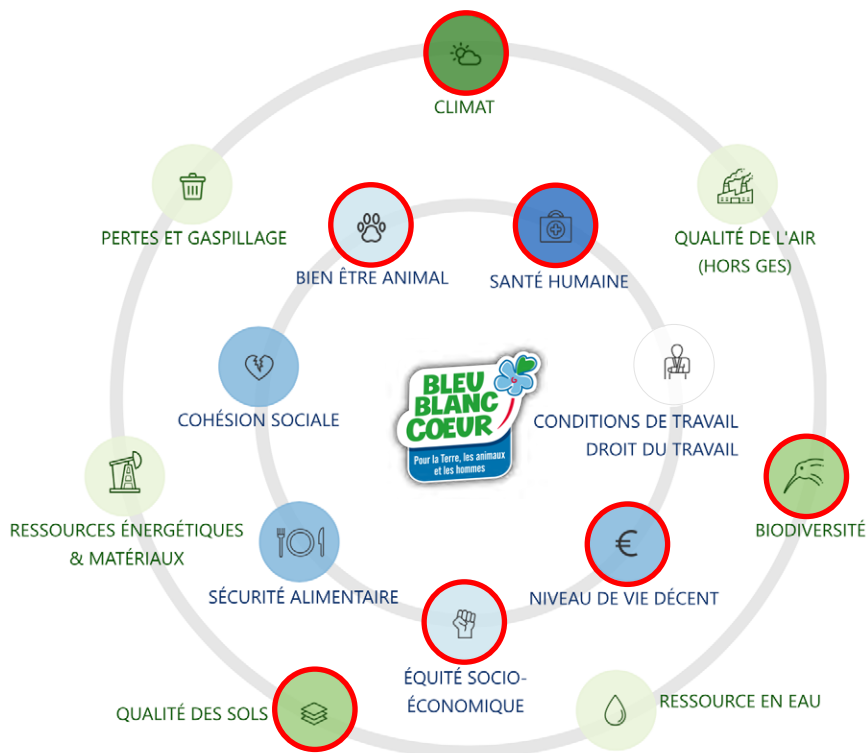 CLIMAT
PERTES ET GASPILLAGE
QUALITÉ DE L'AIR
(HORS GES)
BIEN ÊTRE ANIMAL
SANTÉ HUMAINE
COHÉSION SOCIALE
BLEU
BLANC
COEUR
Pour la Terre, les animaux
et les hommes
CONDITIONS DE TRAVAIL
DROIT DU TRAVAIL
RESSOURCES ÉNERGÉTIQUES
& MATÉRIAUX
BIODIVERSITÉ
SÉCURITÉ ALIMENTAIRE
€
NIVEAU DE VIE DÉCENT
ÉQUITÉ SOCIO-
ÉCONOMIQUE
QUALITÉ DES SOLS
RESSOURCE EN EAU